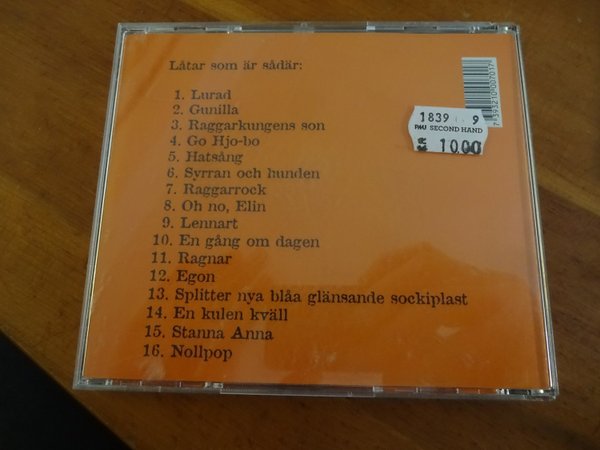 Låtar som är sådär:
1. Lurad
2. Gunilla
3. Raggarkungens son
4. Go Hjo-bo
5. Hatsång
6. Syrran och hunden
7. Raggarrock
8. Oh no, Elin
9. Lennart
10. En gång om dagen
11. Ragnar
12. Egon
13. Splitter nya blåa glänsande sockiplast
14. En kulen kväll
15. Stanna Anna
16. Nollpop
7393210007017
1839 9
PMU SECOND HAND
KR 10.00